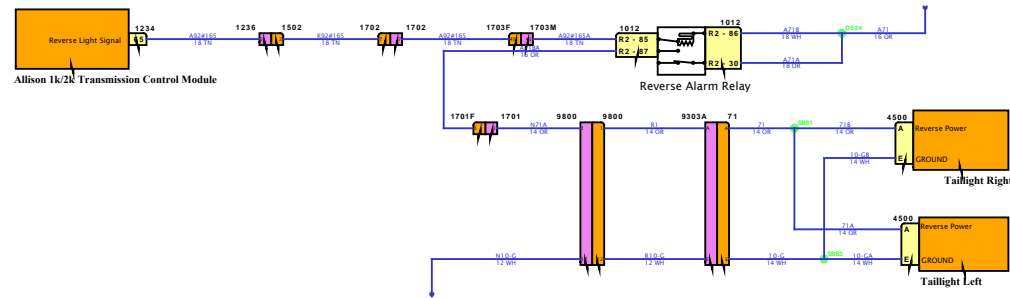 1234
1236
1502
1702
1702
1703F
1703M
1012
1012
Reverse Light Signal
A92#165
18 TN
K92#165
18 TN
A92#165
18 TN
A92#165A
18 TN
R2 - 85
R2 - 87
R2 - 86
R2 - 30
A71B
18 WH
DS24
A71
16 OR
16 OR
A71A
18 OR
Allison 1k/2k Transmission Control Module
Reverse Alarm Relay
1701F
1701
9800
9800
9303A
71
4500
N71A
14 OR
R1
14 OR
A
A
71
14 OR
SB81
71B
14 OR
A
Reverse Power
10-GB
14 WH
E
GROUND
Taillight Right
4500
71A
14 OR
A
Reverse Power
N10-G
12 WH
R10-G
12 WH
E
10-G
14 WH
10-GA
14 WH
E
GROUND
Taillight Left